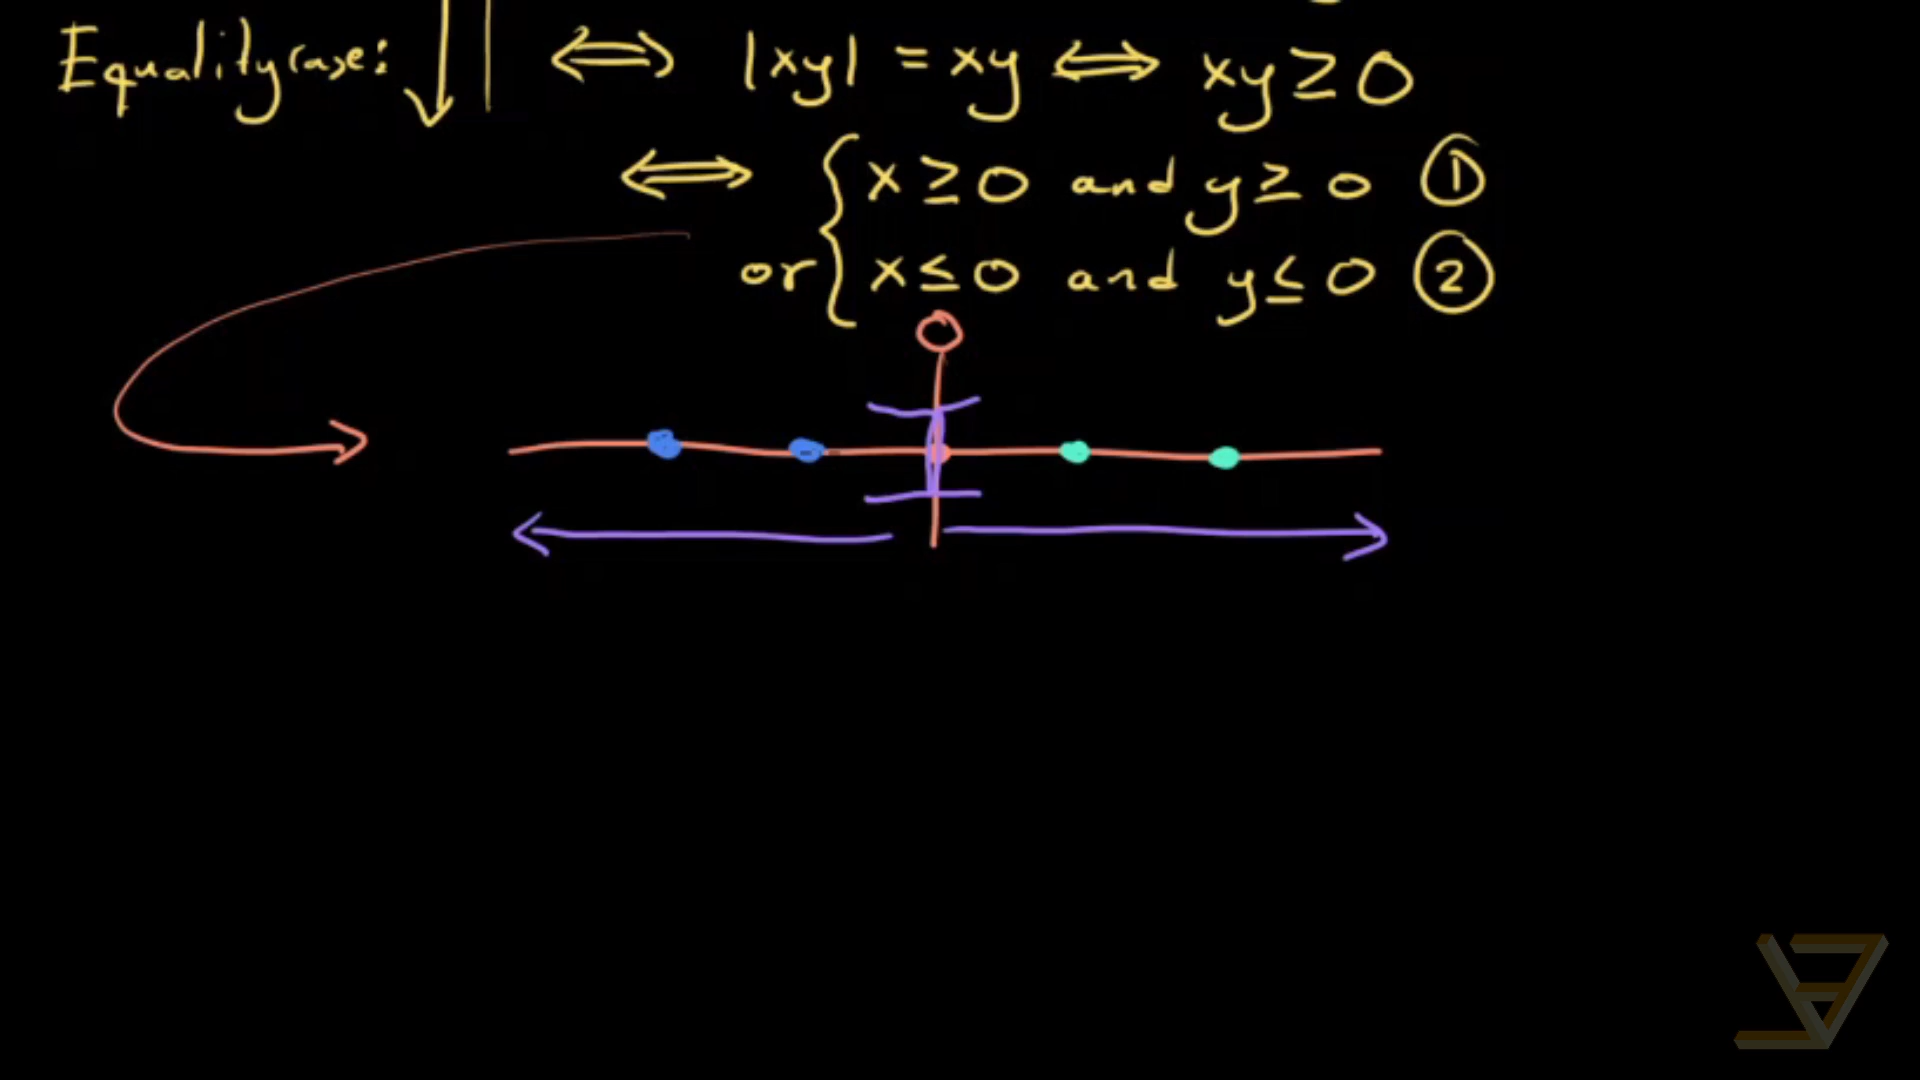 Equality case: ⇔ |xy| = xy ⇔ xy ≥ 0
⇔ { x ≥ 0 and y ≥ 0 ①
or { x ≤ 0 and y ≤ 0 ②
0